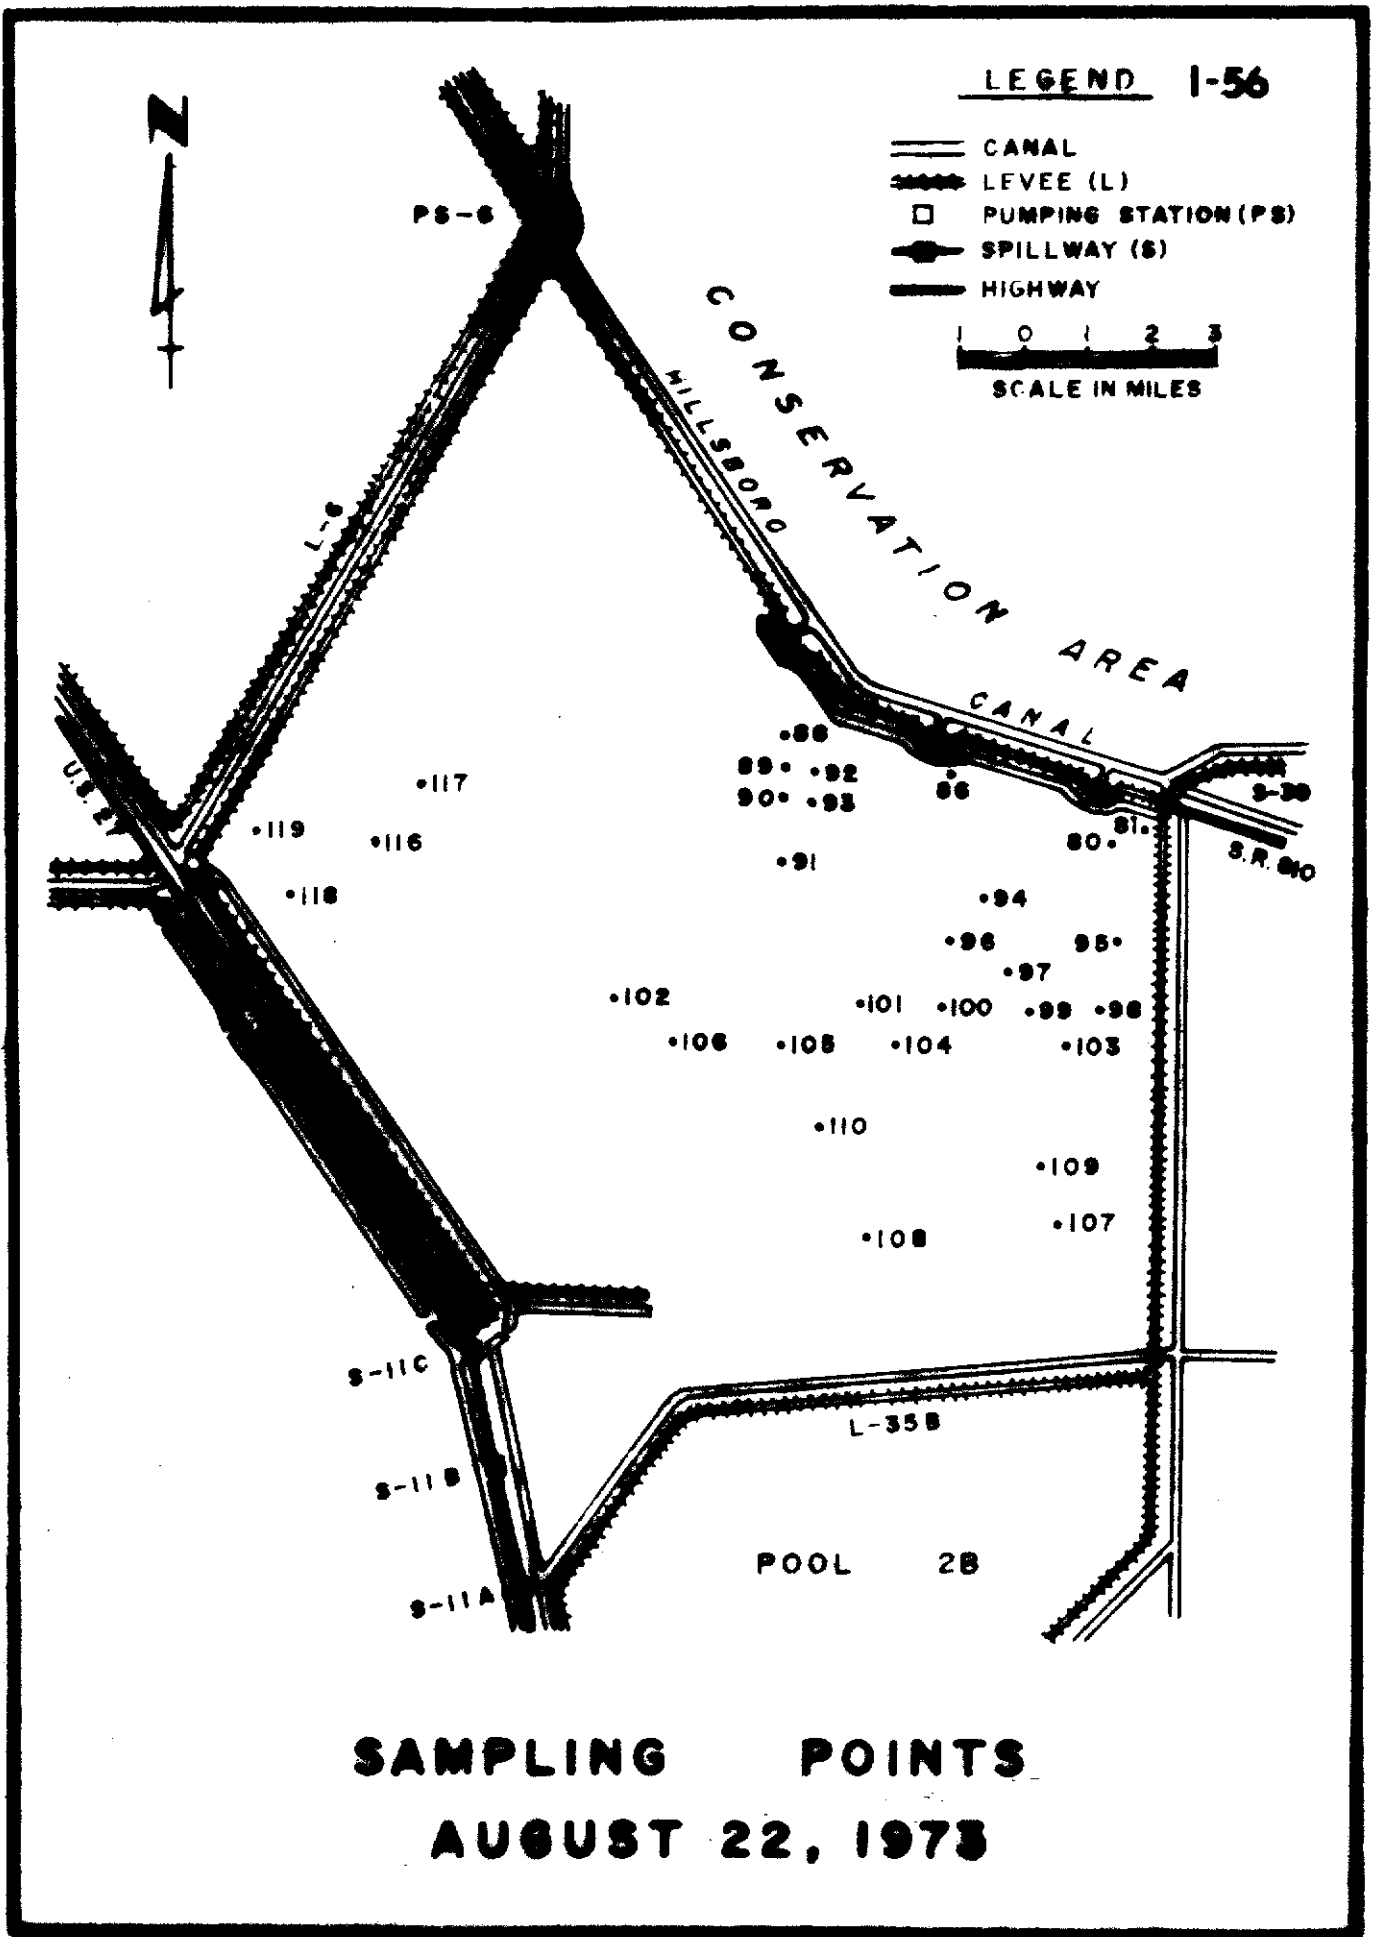 LEGEND I-56
N
CANAL
LEVEE (L)
PUMPING STATION (PS)
SPILLWAY (S)
HIGHWAY
1 0 1 2 3
SCALE IN MILES
PS-6
CONSERVATION AREA
HILLSBORO CANAL
L-6
U.S. 27
S-39
S.R. 810
88
89 92
90 93
86
117
119
116
81
80
91
118
94
96 95
97
102
101 100 99 98
106 105 104 103
110
109
107
108
S-11C
L-35B
S-11B
POOL 2B
S-11A
SAMPLING POINTS
AUGUST 22, 1973